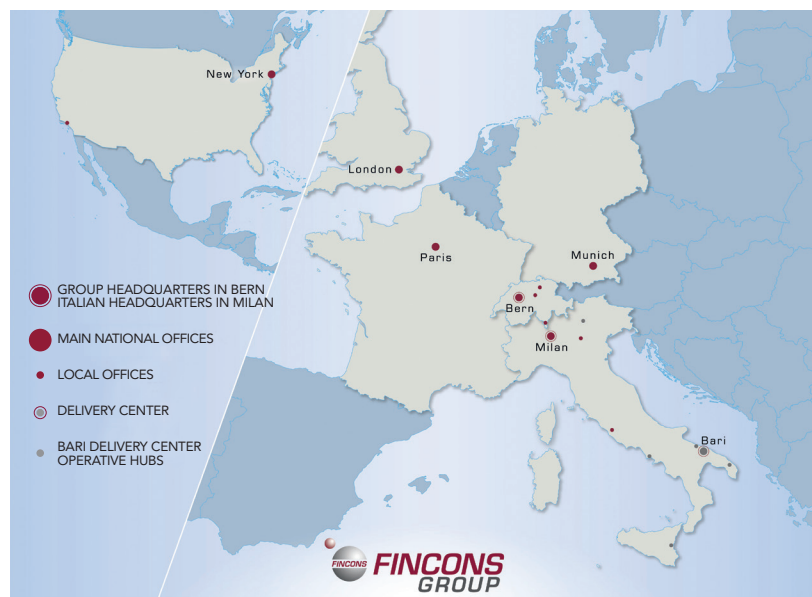 New York
London
Paris
Munich
Bern
Milan
Bari
GROUP HEADQUARTERS IN BERN
ITALIAN HEADQUARTERS IN MILAN
MAIN NATIONAL OFFICES
LOCAL OFFICES
DELIVERY CENTER
BARI DELIVERY CENTER
OPERATIVE HUBS
FINCONS
FINCONS
GROUP